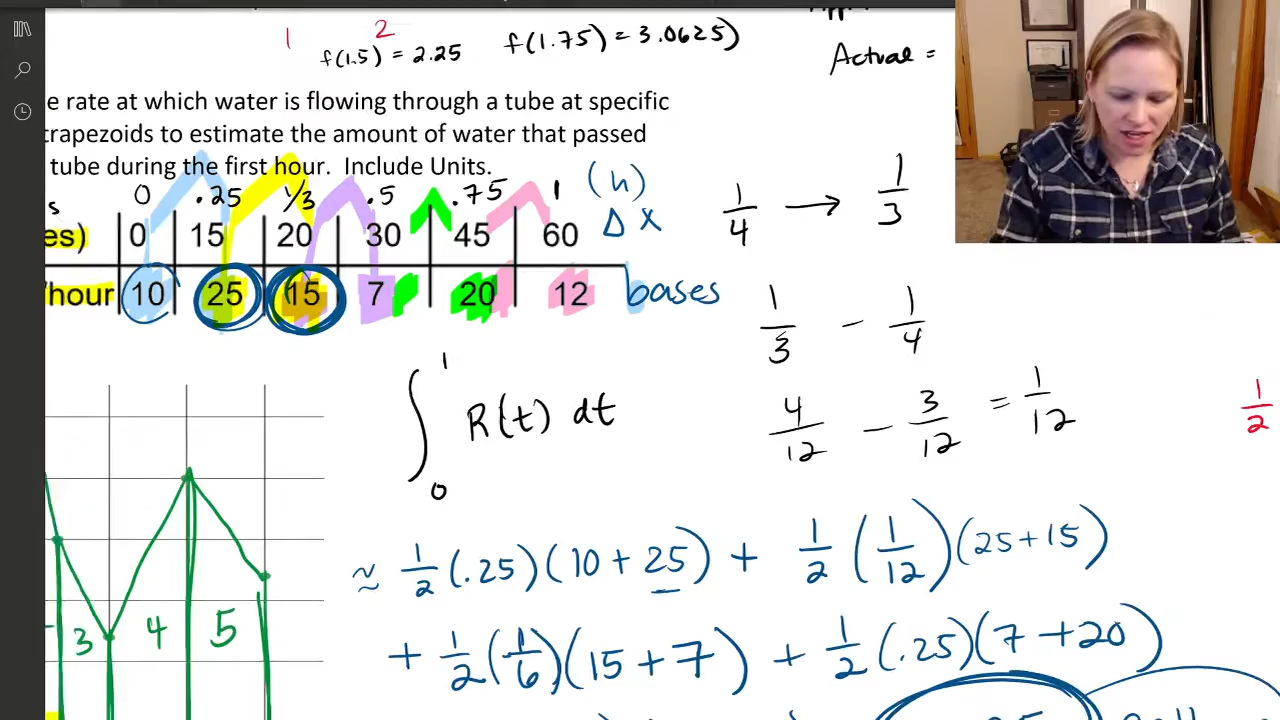 1 2
f(1.5) = 2.25 f(1.75) = 3.0625)
Actual =
e rate at which water is flowing through a tube at specific
rapezoids to estimate the amount of water that passed
tube during the first hour. Include Units.
s 0 .25 1/3 .5 .75 1 (h)
es) 0 15 20 30 45 60 Δ X
/hour 10 25 15 7 20 12 bases
1/4 → 1/3
1/3 - 1/4
4/12 - 3/12 = 1/12
1/2
∫₀¹ R(t) dt
≈ 1/2 (.25)(10 + 25) + 1/2 (1/12)(25+15)
+ 1/2 (1/6)(15 + 7) + 1/2 (.25)(7 + 20)
3 4 5